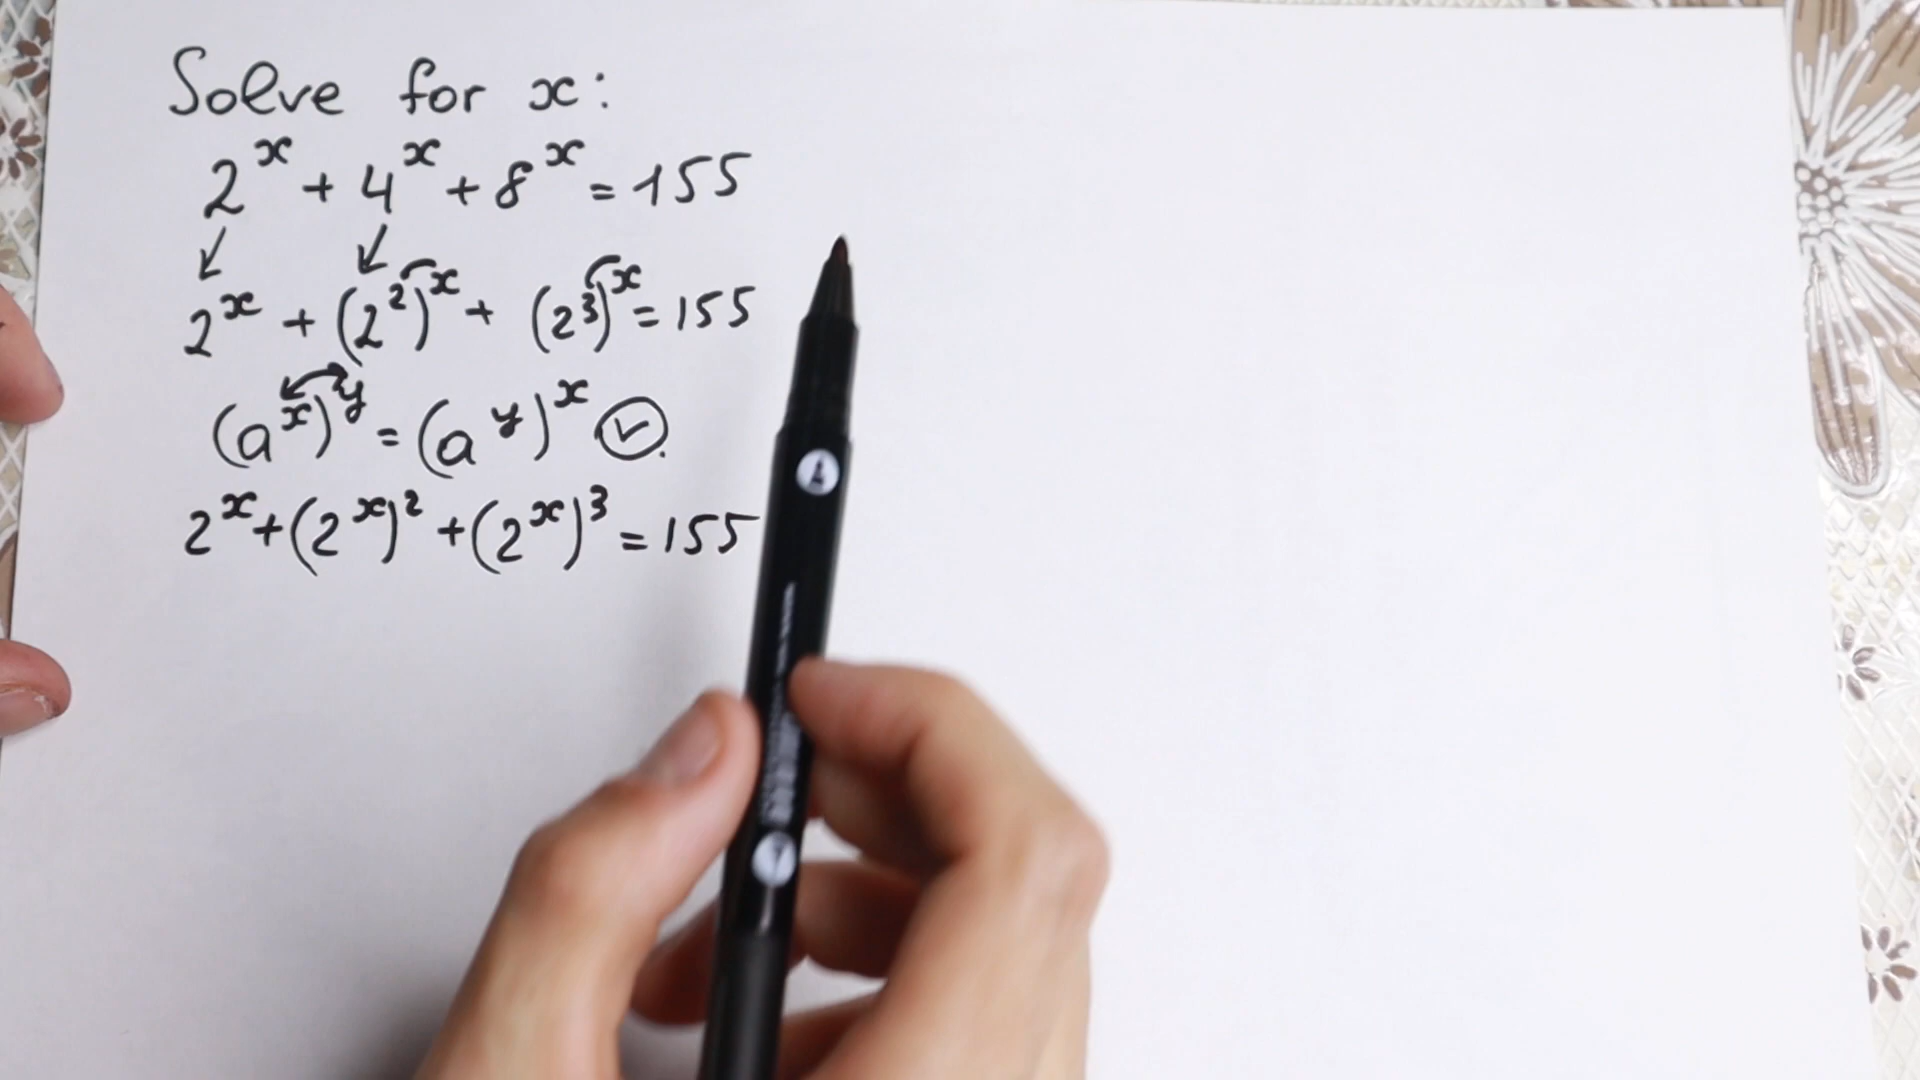 Solve for x:
2^x + 4^x + 8^x = 155
2^x + (2^2)^x + (2^3)^x = 155
(a^x)^y = (a^y)^x ✓.
2^x + (2^x)^2 + (2^x)^3 = 155